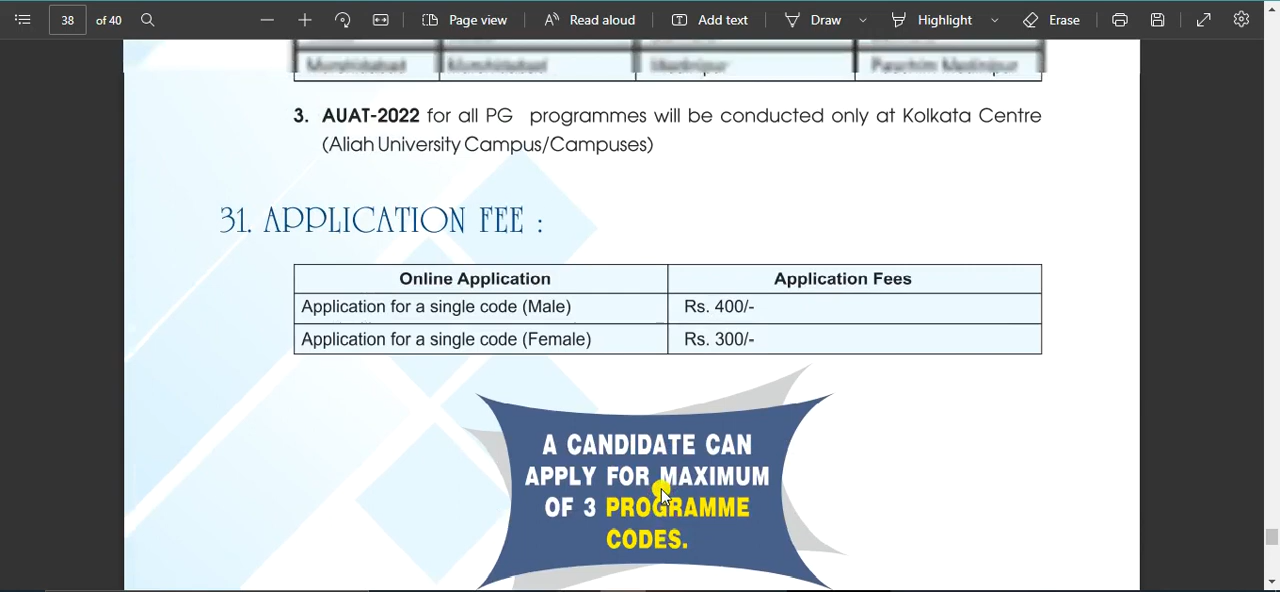 38 of 40 Page view Read aloud Add text Draw Highlight Erase
3. AUAT-2022 for all PG programmes will be conducted only at Kolkata Centre
(Aliah University Campus/Campuses)
31. APPLICATION FEE :
Online Application Application Fees
Application for a single code (Male) Rs. 400/-
Application for a single code (Female) Rs. 300/-
A CANDIDATE CAN
APPLY FOR MAXIMUM
OF 3 PROGRAMME
CODES.